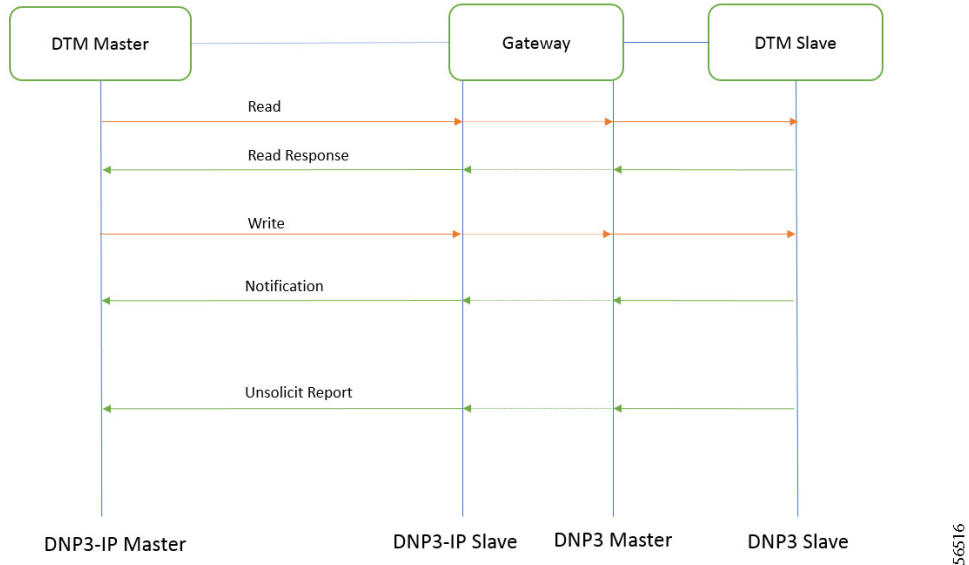 DTM Master
Gateway
DTM Slave
Read
Read Response
Write
Notification
Unsolicit Report
DNP3-IP Master
DNP3-IP Slave
DNP3 Master
DNP3 Slave
56516